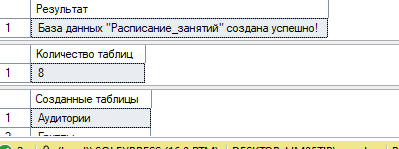 Результат
1 База данных "Расписание_занятий" создана успешно!
Количество таблиц
1 8
Созданные таблицы
1 Аудитории